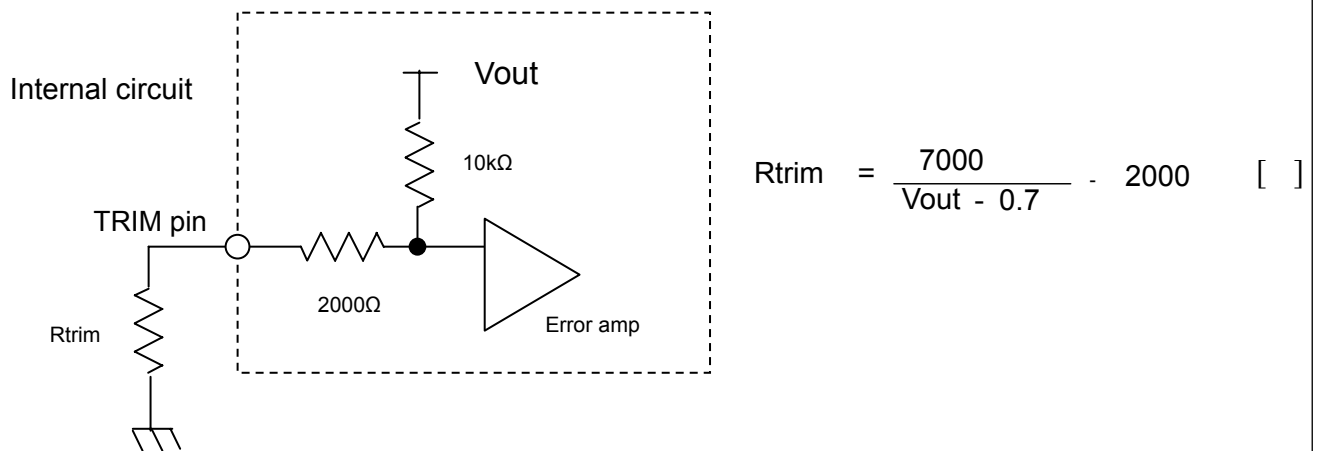 Internal circuit
Vout
10kΩ
TRIM pin
2000Ω
Error amp
Rtrim
Rtrim = 7000
Vout - 0.7
- 2000 [ ]